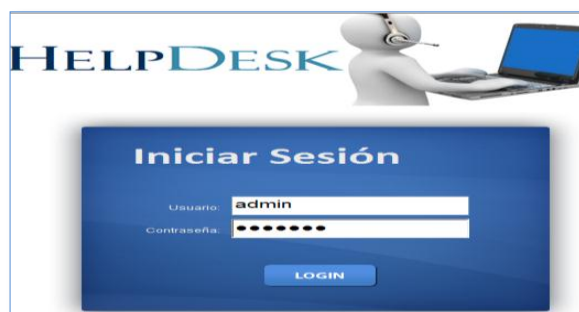 HELPDESK
Iniciar Sesión
Usuario: admin
Contraseña: •••••••
LOGIN